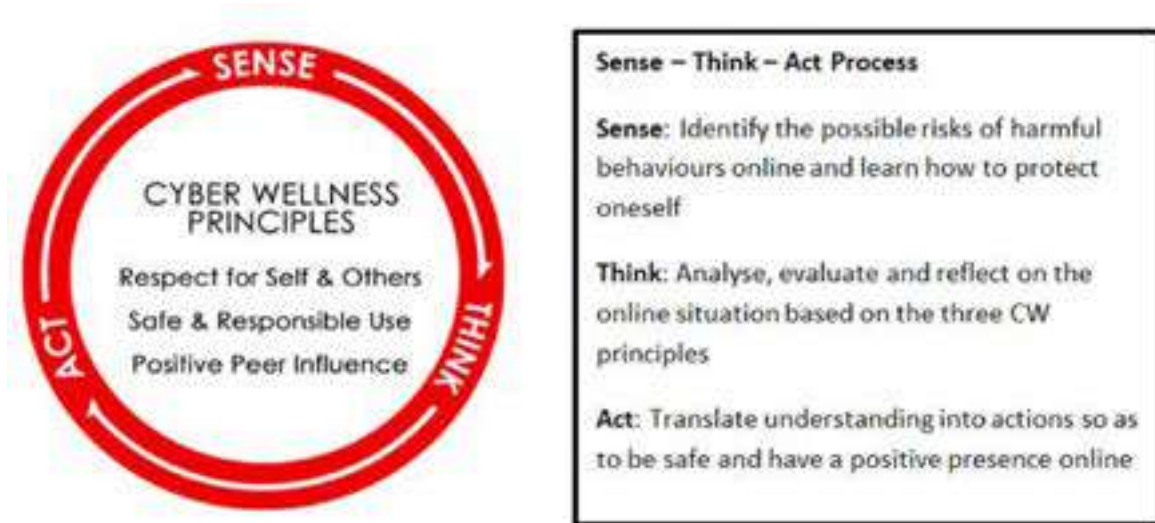 SENSE
CYBER WELLNESS
PRINCIPLES
Respect for Self & Others
Safe & Responsible Use
Positive Peer Influence
THINK
ACT
Sense – Think – Act Process
Sense: Identify the possible risks of harmful
behaviours online and learn how to protect
oneself
Think: Analyse, evaluate and reflect on the
online situation based on the three CW
principles
Act: Translate understanding into actions so as
to be safe and have a positive presence online